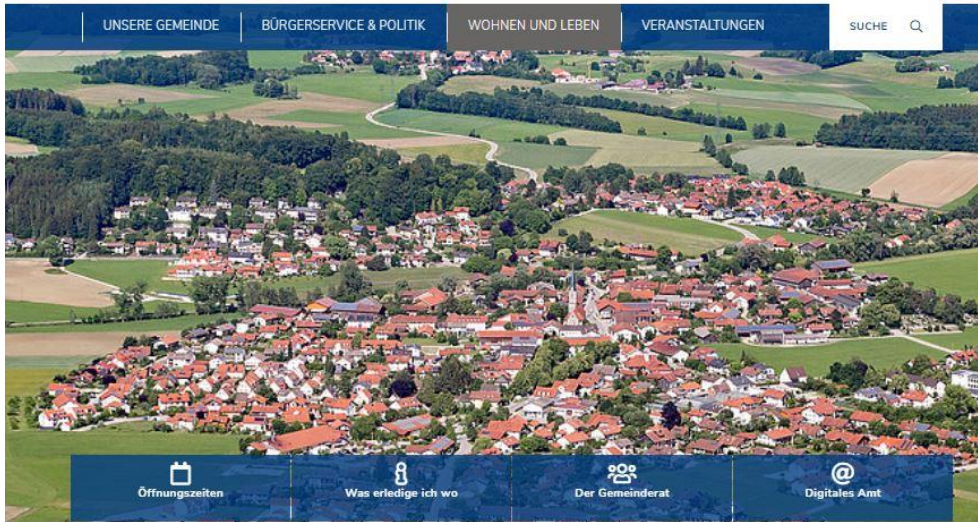 UNSERE GEMEINDE
BÜRGERSERVICE & POLITIK
WOHNEN UND LEBEN
VERANSTALTUNGEN
SUCHE
Öffnungszeiten
Was erledige ich wo
Der Gemeinderat
Digitales Amt